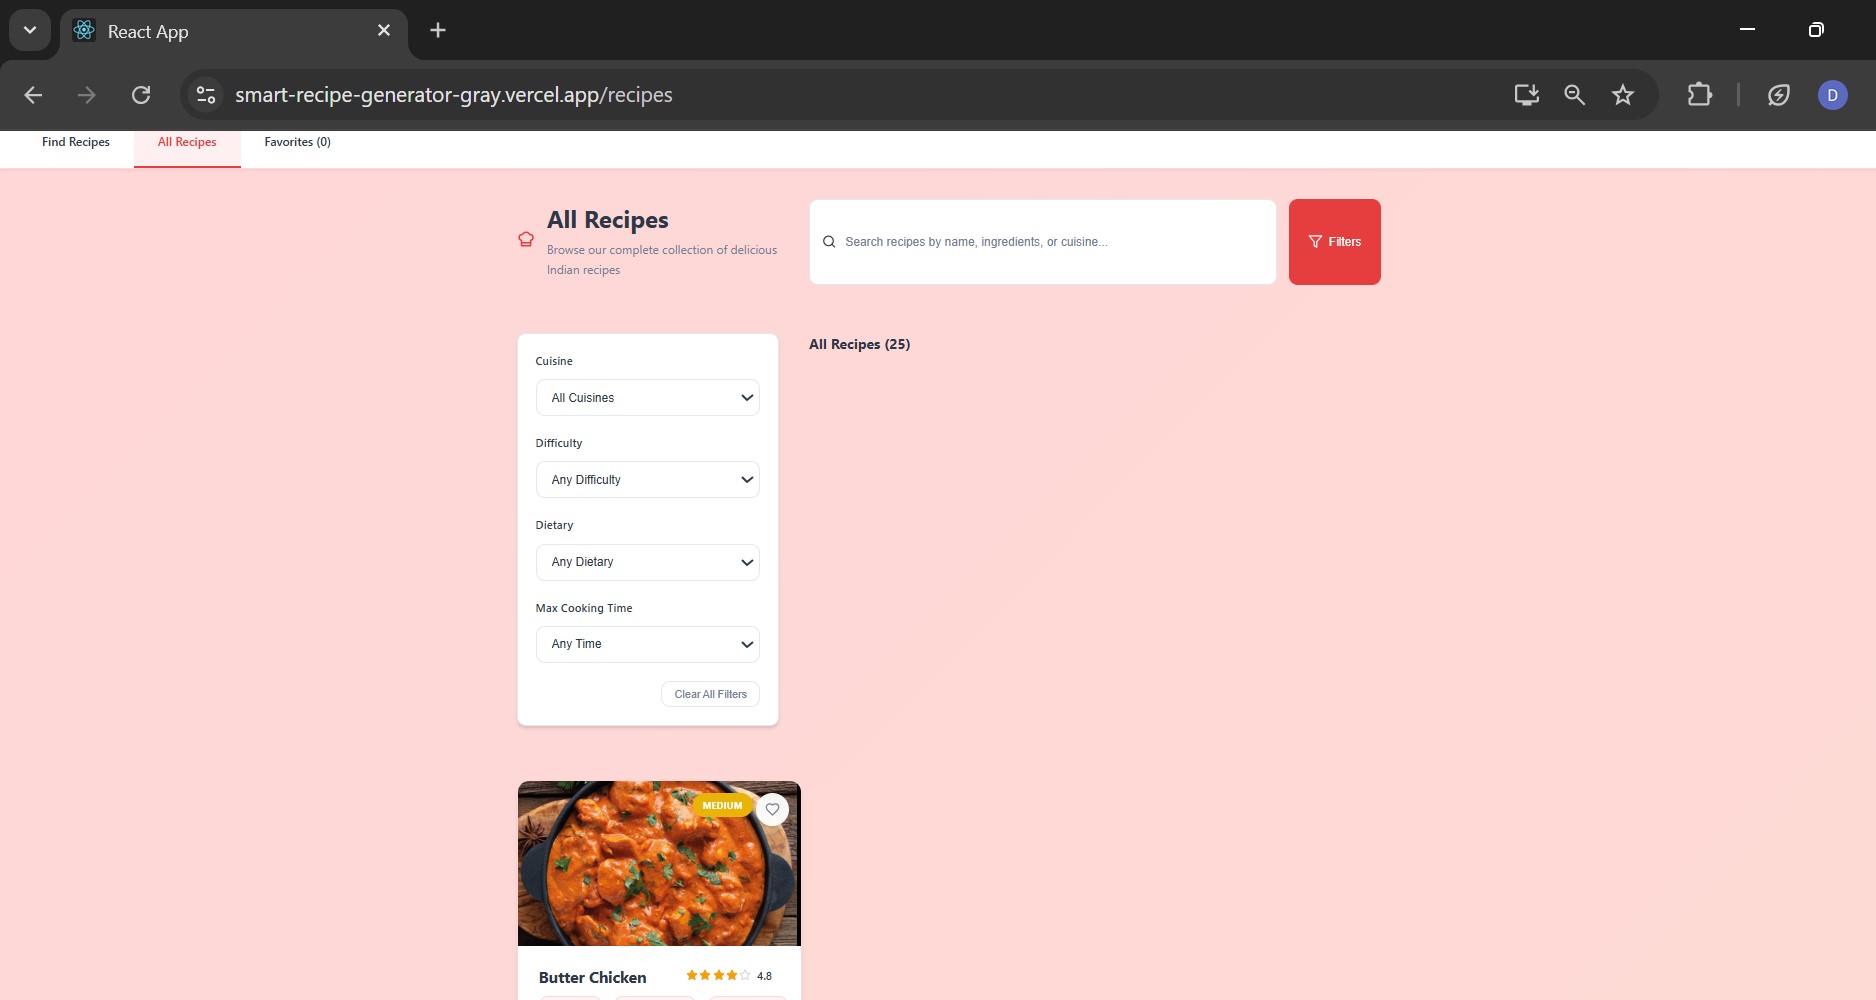 React App
smart-recipe-generator-gray.vercel.app/recipes
D
Find Recipes
All Recipes
Favorites (0)
All Recipes
Browse our complete collection of delicious
Indian recipes
Search recipes by name, ingredients, or cuisine...
Filters
Cuisine
All Cuisines
Difficulty
Any Difficulty
Dietary
Any Dietary
Max Cooking Time
Any Time
Clear All Filters
All Recipes (25)
MEDIUM
Butter Chicken
4.8